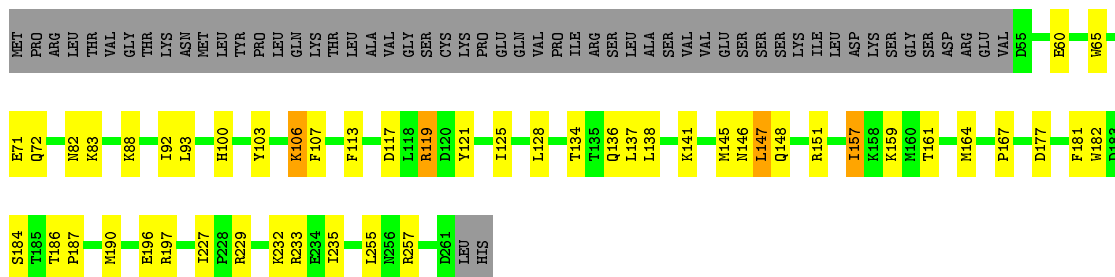 MET PRO ARG LEU THR VAL GLY THR LYS ASN MET LEU TYR PRO LEU GLN LYS THR LEU ALA VAL GLY SER CYS LYS PRO GLU GLN VAL PRO ILE ARG SER LEU ALA SER VAL VAL GLU SER SER SER LYS ILE LEU ASP LYS SER GLY SER ASP ARG GLU VAL D55 E60 W65
E71 Q72 N82 K83 K88 I92 L93 H100 Y103 K106 F107 F113 D117 L118 R119 D120 Y121 I125 L128 T134 T135 Q136 L137 L138 K141 M145 N146 L147 Q148 R151 I157 K158 K159 M160 T161 M164 P167 D177 F181 W182 D183
S184 T185 T186 P187 M190 E196 R197 I227 P228 R229 K232 R233 E234 I235 L255 N256 R257 D261 LEU HIS